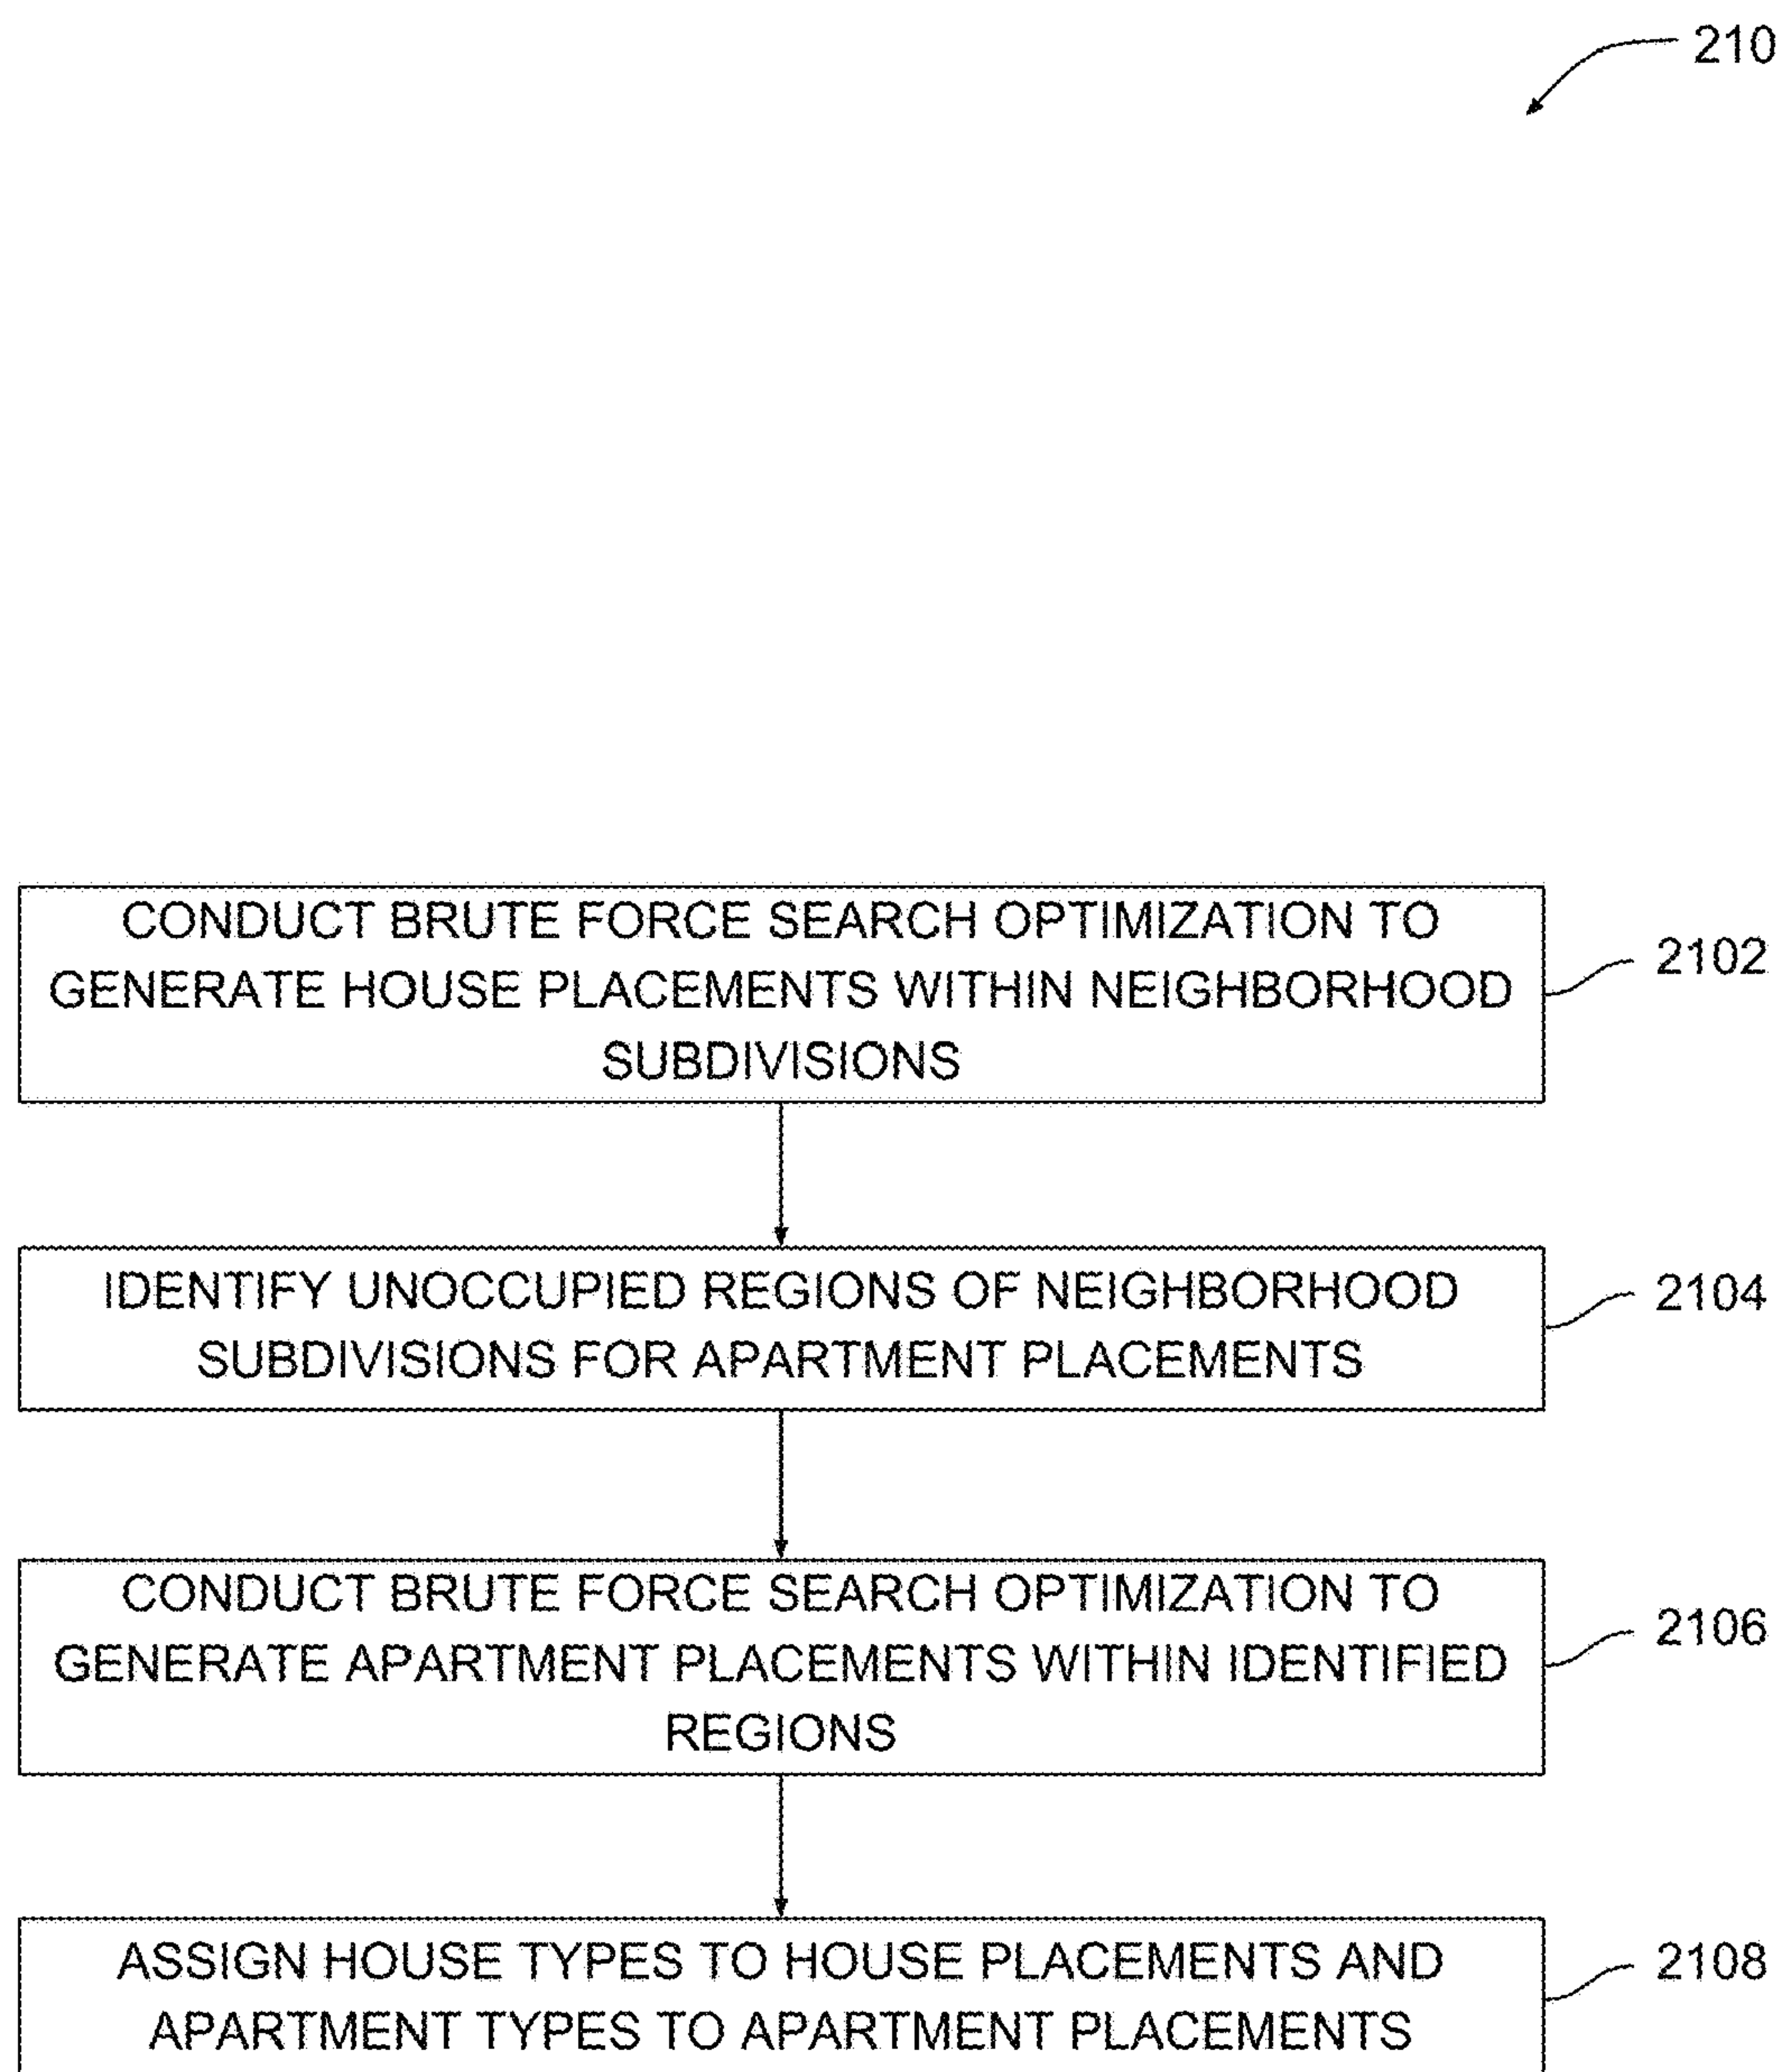 210
CONDUCT BRUTE FORCE SEARCH OPTIMIZATION TO
GENERATE HOUSE PLACEMENTS WITHIN NEIGHBORHOOD
SUBDIVISIONS
2102
IDENTIFY UNOCCUPIED REGIONS OF NEIGHBORHOOD
SUBDIVISIONS FOR APARTMENT PLACEMENTS
2104
CONDUCT BRUTE FORCE SEARCH OPTIMIZATION TO
GENERATE APARTMENT PLACEMENTS WITHIN IDENTIFIED
REGIONS
2106
ASSIGN HOUSE TYPES TO HOUSE PLACEMENTS AND
APARTMENT TYPES TO APARTMENT PLACEMENTS
2108